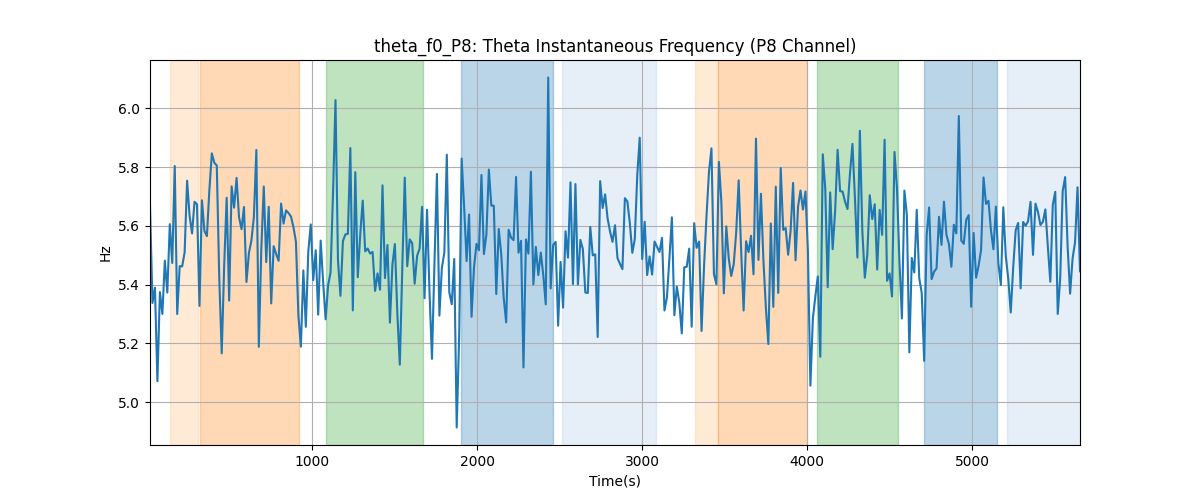 theta_f0_P8: Theta Instantaneous Frequency (P8 Channel)
6.0
5.8
5.6
5.4
5.2
5.0
Hz
1000 2000 3000 4000 5000
Time(s)